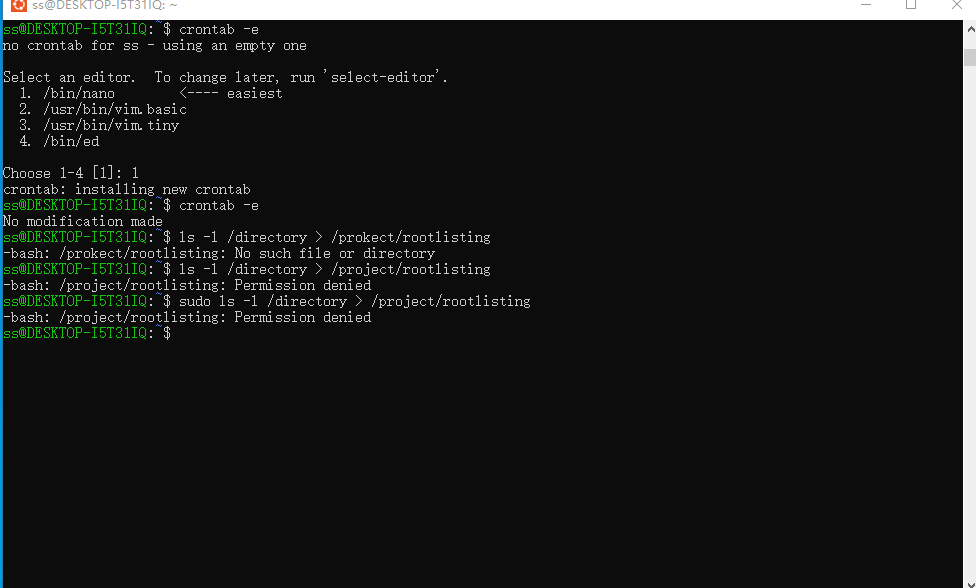 ss@DESKTOP-I5T31IQ: ~
ss@DESKTOP-I5T31IQ:~$ crontab -e
no crontab for ss - using an empty one
Select an editor.  To change later, run 'select-editor'.
  1. /bin/nano        <---- easiest
  2. /usr/bin/vim.basic
  3. /usr/bin/vim.tiny
  4. /bin/ed
Choose 1-4 [1]: 1
crontab: installing new crontab
ss@DESKTOP-I5T31IQ:~$ crontab -e
No modification made
ss@DESKTOP-I5T31IQ:~$ ls -l /directory > /prokect/rootlisting
-bash: /prokect/rootlisting: No such file or directory
ss@DESKTOP-I5T31IQ:~$ ls -l /directory > /project/rootlisting
-bash: /project/rootlisting: Permission denied
ss@DESKTOP-I5T31IQ:~$ sudo ls -l /directory > /project/rootlisting
-bash: /project/rootlisting: Permission denied
ss@DESKTOP-I5T31IQ:~$